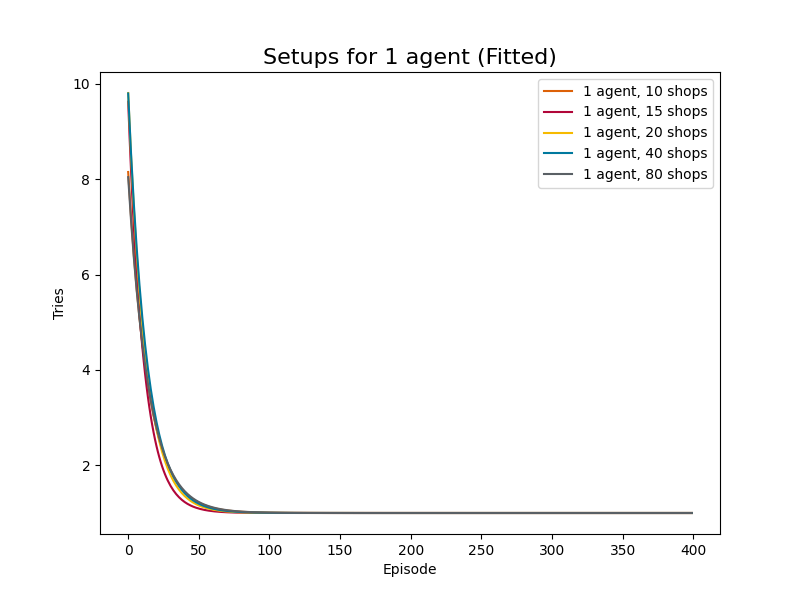 Setups for 1 agent (Fitted)
10
8
6
4
2
Tries
1 agent, 10 shops
1 agent, 15 shops
1 agent, 20 shops
1 agent, 40 shops
1 agent, 80 shops
0 50 100 150 200 250 300 350 400
Episode